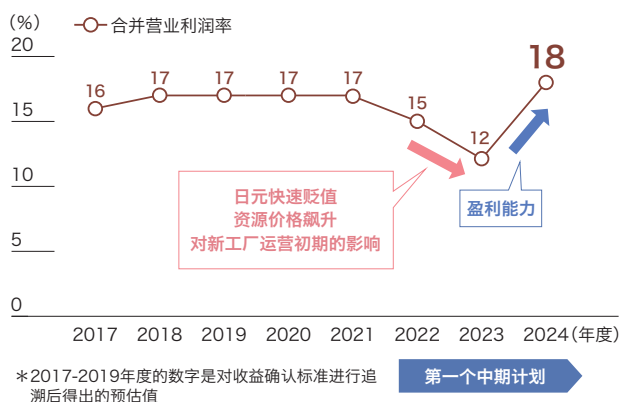 (%)
合并营业利润率
20
15
10
5
0
16
17
17
17
17
15
12
18
日元快速贬值
资源价格飙升
对新工厂运营初期的影响
盈利能力
2017 2018 2019 2020 2021 2022 2023 2024(年度)
＊2017-2019年度的数字是对收益确认标准进行追
溯后得出的预估值
第一个中期计划